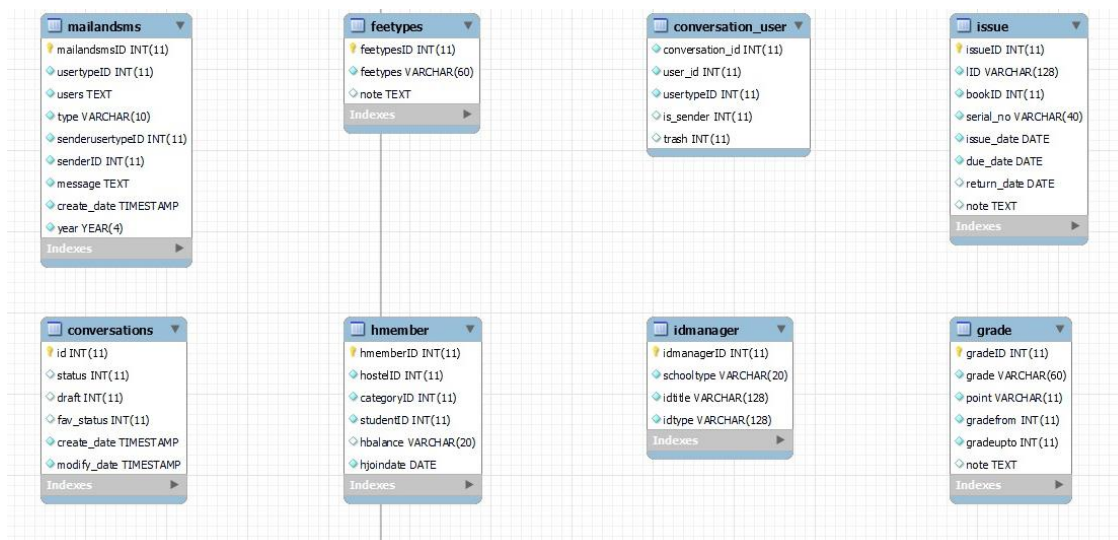 mailandsms
mailandsmsID INT(11)
usertypeID INT(11)
users TEXT
type VARCHAR(10)
senderusertypeID INT(11)
senderID INT(11)
message TEXT
create_date TIMESTAMP
year YEAR(4)
Indexes
feetypes
feetypesID INT(11)
feetypes VARCHAR(60)
note TEXT
Indexes
conversation_user
conversation_id INT(11)
user_id INT(11)
usertypeID INT(11)
is_sender INT(11)
trash INT(11)
issue
issueID INT(11)
lID VARCHAR(128)
bookID INT(11)
serial_no VARCHAR(40)
issue_date DATE
due_date DATE
return_date DATE
note TEXT
Indexes
conversations
id INT(11)
status INT(11)
draft INT(11)
fav_status INT(11)
create_date TIMESTAMP
modify_date TIMESTAMP
Indexes
hmember
hmemberID INT(11)
hostelID INT(11)
categoryID INT(11)
studentID INT(11)
hbalance VARCHAR(20)
hjoindate DATE
Indexes
idmanager
idmanagerID INT(11)
schooltype VARCHAR(20)
idtitle VARCHAR(128)
idtype VARCHAR(128)
Indexes
grade
gradeID INT(11)
grade VARCHAR(60)
point VARCHAR(11)
gradefrom INT(11)
gradeupto INT(11)
note TEXT
Indexes